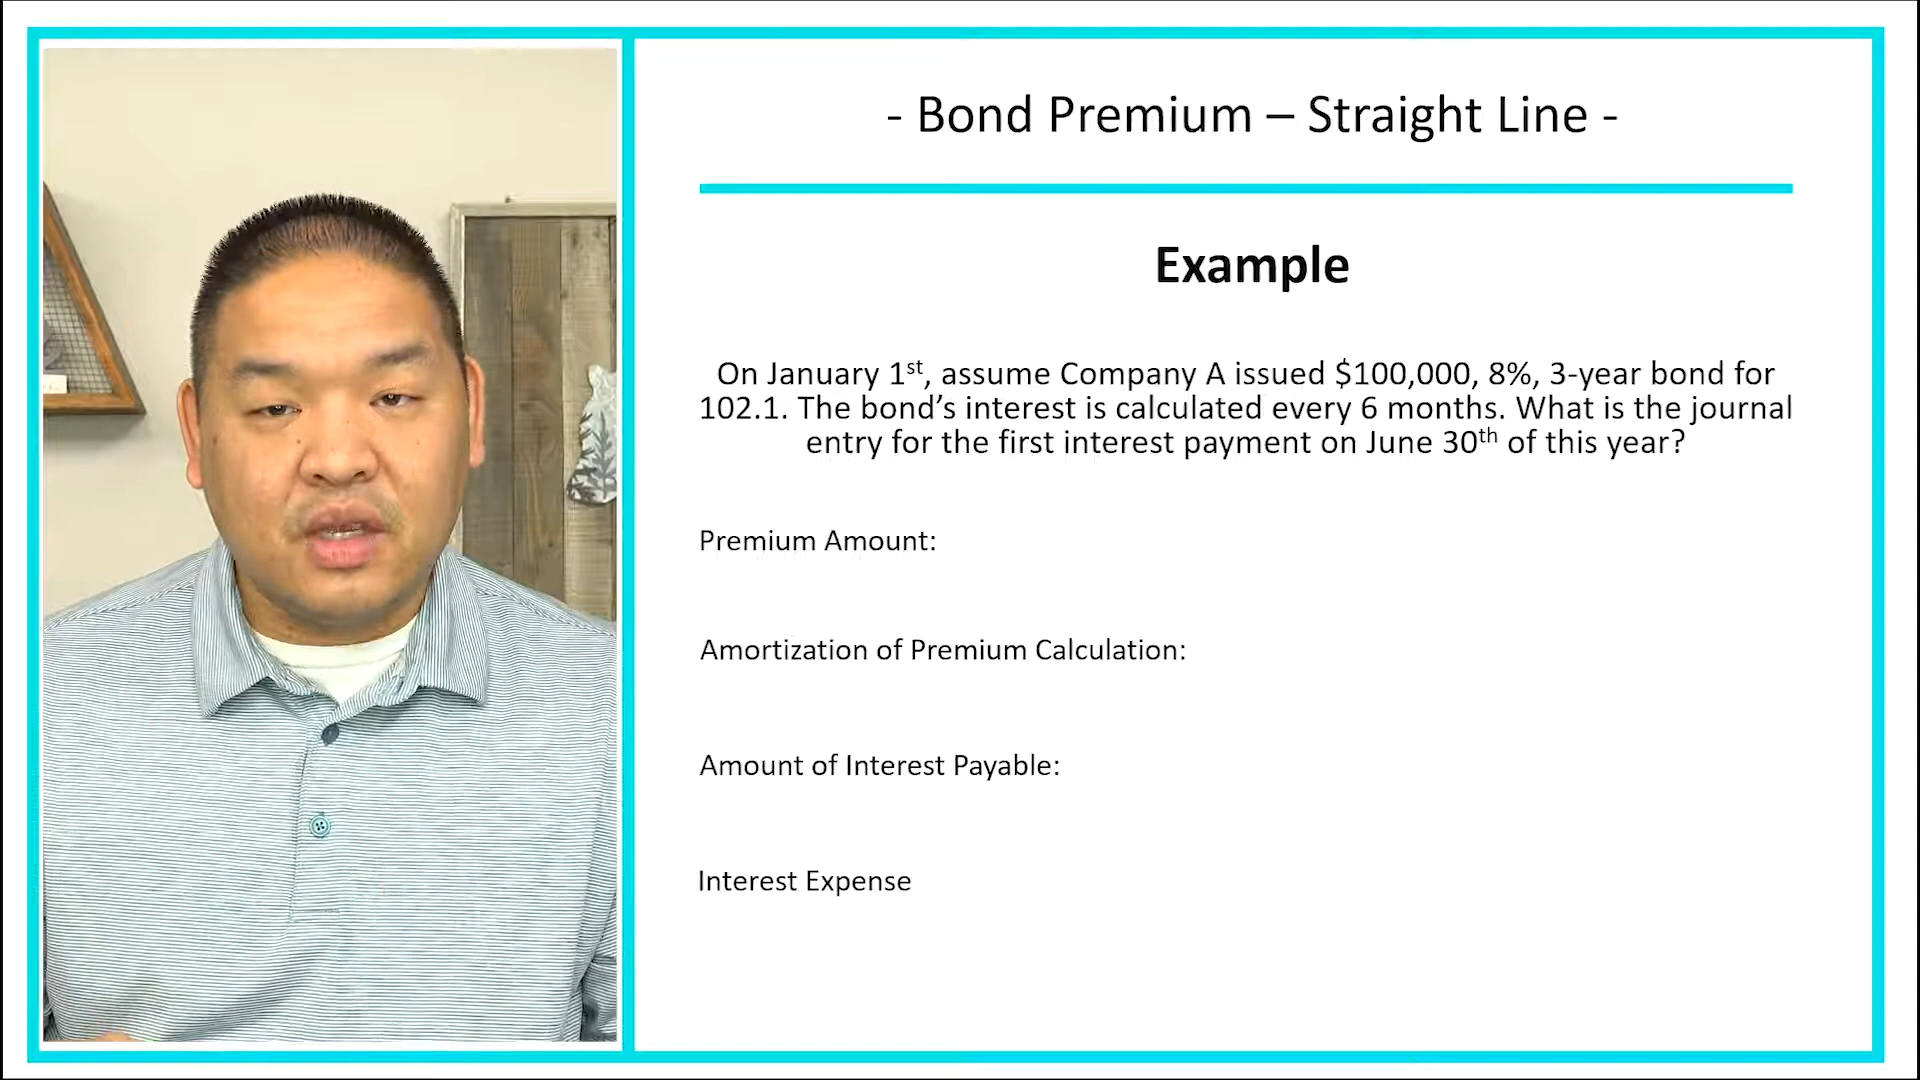 - Bond Premium – Straight Line -
Example
On January 1st, assume Company A issued $100,000, 8%, 3-year bond for
102.1. The bond’s interest is calculated every 6 months. What is the journal
entry for the first interest payment on June 30th of this year?
Premium Amount:
Amortization of Premium Calculation:
Amount of Interest Payable:
Interest Expense